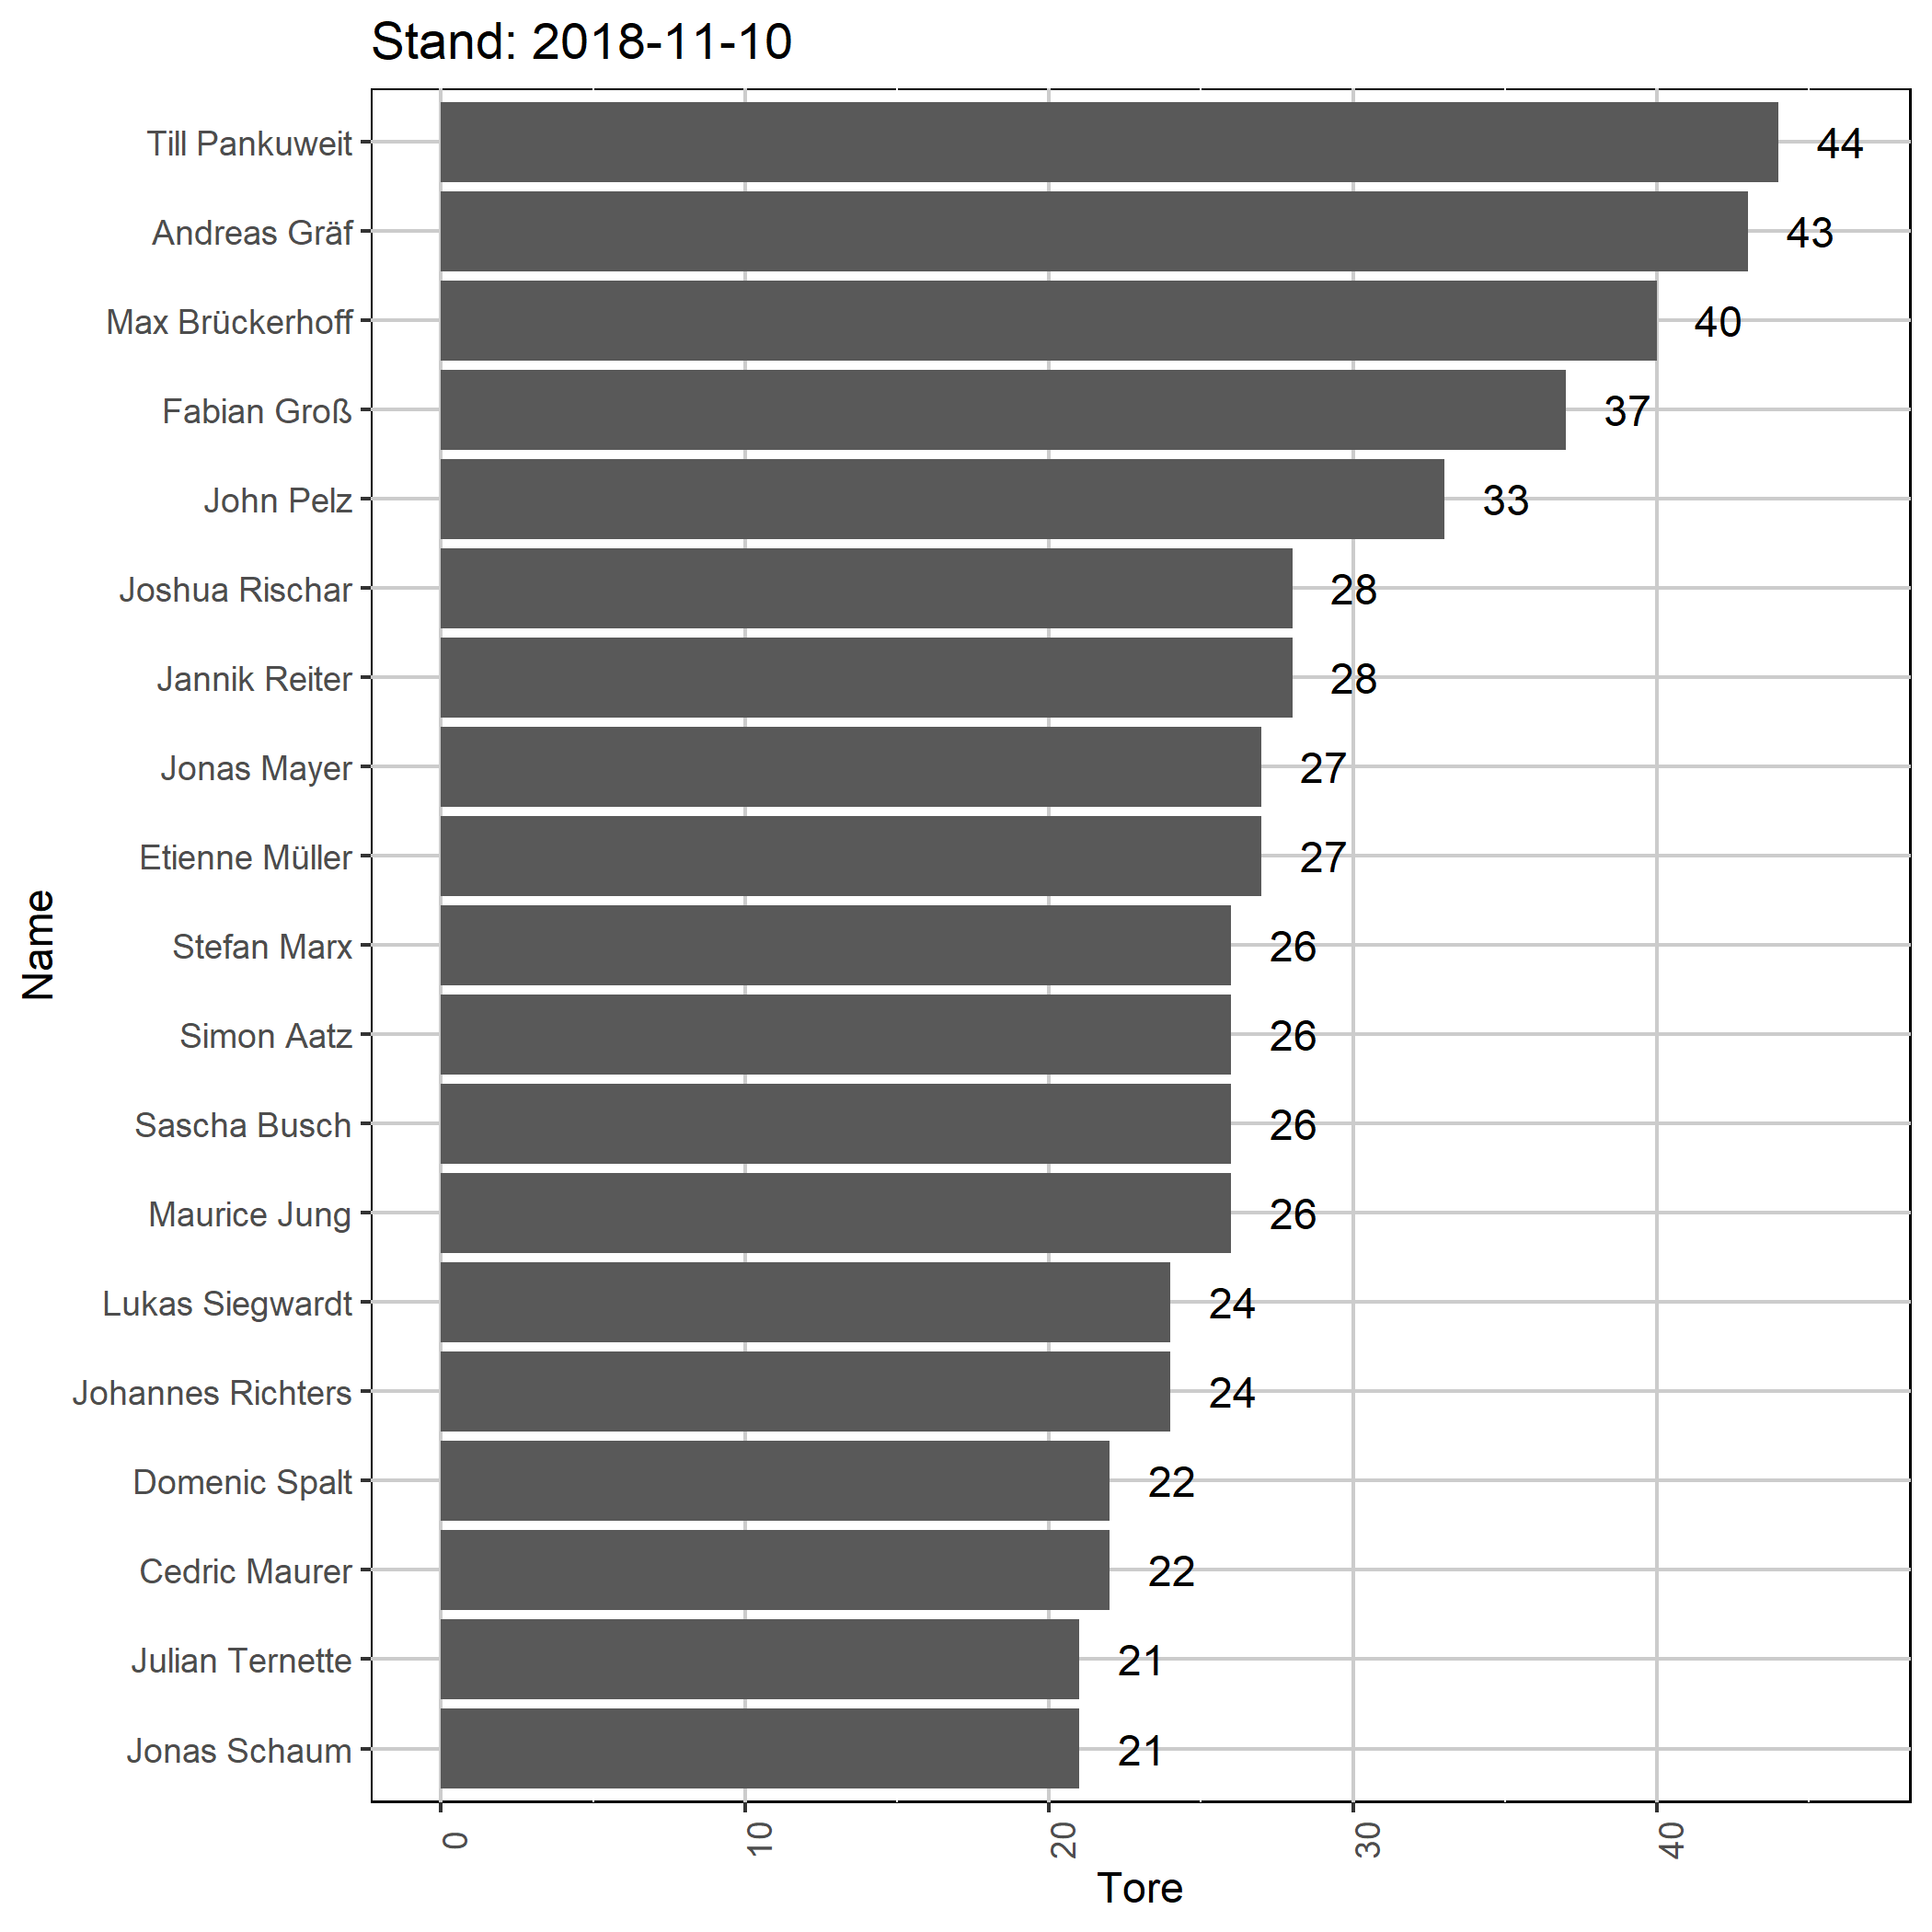 Stand: 2018-11-10
Till Pankuweit 44
Andreas Gräf 43
Max Brückerhoff 40
Fabian Groß 37
John Pelz 33
Joshua Rischar 28
Jannik Reiter 28
Jonas Mayer 27
Etienne Müller 27
Stefan Marx 26
Simon Aatz 26
Sascha Busch 26
Maurice Jung 26
Lukas Siegwardt 24
Johannes Richters 24
Domenic Spalt 22
Cedric Maurer 22
Julian Ternette 21
Jonas Schaum 21
Name
0 10 20 30 40
Tore